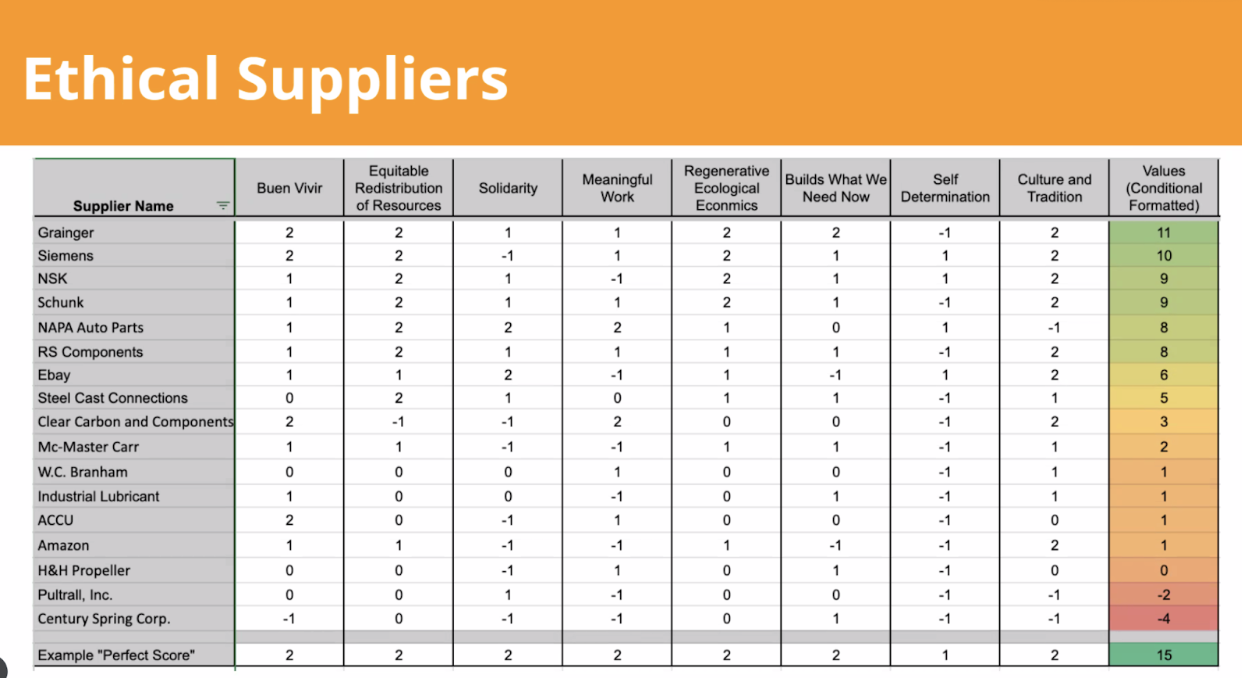 Ethical Suppliers
Supplier Name Buen Vivir Equitable Redistribution of Resources Solidarity Meaningful Work Regenerative Ecological Econmics Builds What We Need Now Self Determination Culture and Tradition Values (Conditional Formatted)
Grainger 2 2 1 1 2 2 -1 2 11
Siemens 2 2 -1 1 2 1 1 2 10
NSK 1 2 1 -1 2 1 1 2 9
Schunk 1 2 1 1 2 1 -1 2 9
NAPA Auto Parts 1 2 2 2 1 0 1 -1 8
RS Components 1 2 1 1 1 1 -1 2 8
Ebay 1 1 2 -1 1 -1 1 2 6
Steel Cast Connections 0 2 1 0 1 1 -1 1 5
Clear Carbon and Components 2 -1 -1 2 0 0 -1 2 3
Mc-Master Carr 1 1 -1 -1 1 1 -1 1 2
W.C. Branham 0 0 0 1 0 0 -1 1 1
Industrial Lubricant 1 0 0 -1 0 1 -1 1 1
ACCU 2 0 -1 1 0 0 -1 0 1
Amazon 1 1 -1 -1 1 -1 -1 2 1
H&H Propeller 0 0 -1 1 0 1 -1 0 0
Pultrall, Inc. 0 0 1 -1 0 0 -1 -1 -2
Century Spring Corp. -1 0 -1 -1 0 1 -1 -1 -4
Example "Perfect Score" 2 2 2 2 2 2 1 2 15